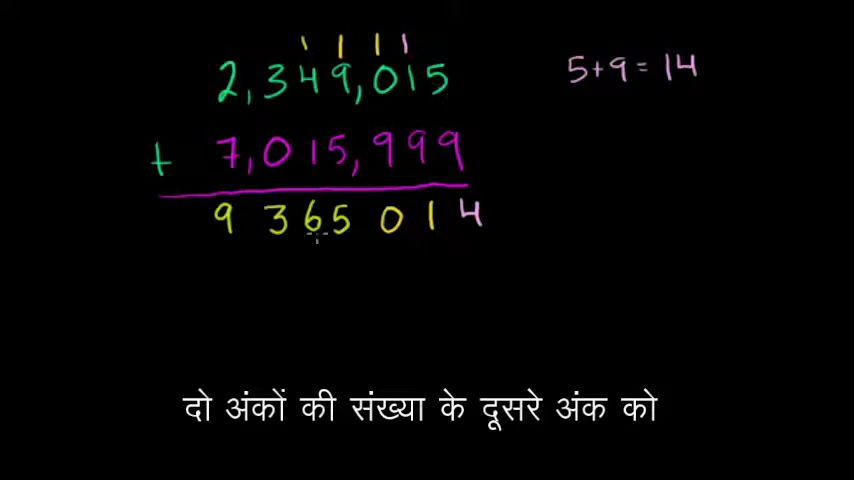 1 1 1 1
2,349,015
5+9=14
+ 7,015,999
9 3 6 5 0 1 4
दो अंकों की संख्या के दूसरे अंक को